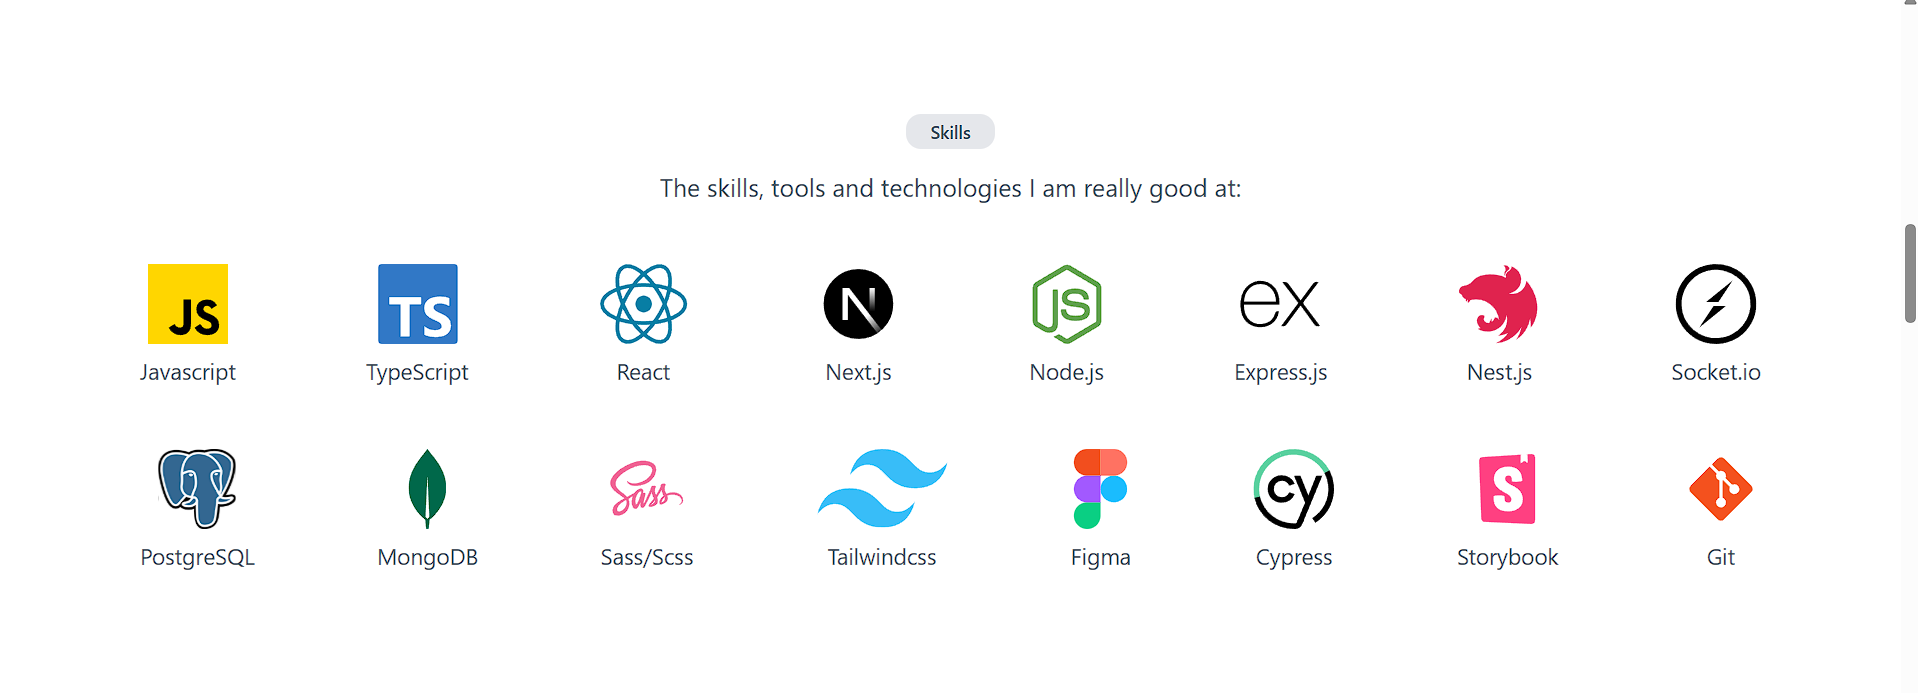 Skills
The skills, tools and technologies I am really good at:
JS TS N JS ex
Javascript TypeScript React Next.js Node.js Express.js Nest.js Socket.io
Sass cy S
PostgreSQL MongoDB Sass/Scss Tailwindcss Figma Cypress Storybook Git